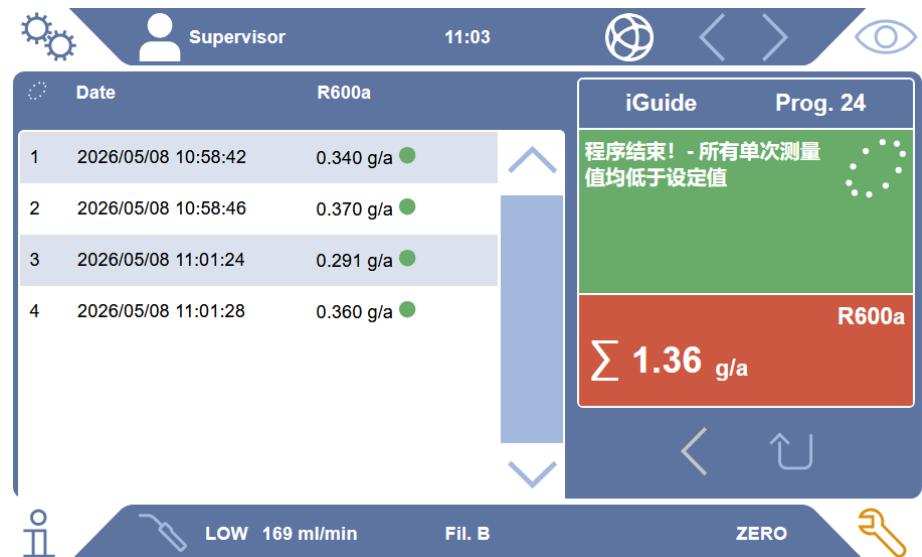 Supervisor 11:03
Date R600a
1 2026/05/08 10:58:42 0.340 g/a
2 2026/05/08 10:58:46 0.370 g/a
3 2026/05/08 11:01:24 0.291 g/a
4 2026/05/08 11:01:28 0.360 g/a
iGuide Prog. 24
程序结束！- 所有单次测量
值均低于设定值
R600a
∑ 1.36 g/a
LOW 169 ml/min Fil. B ZERO